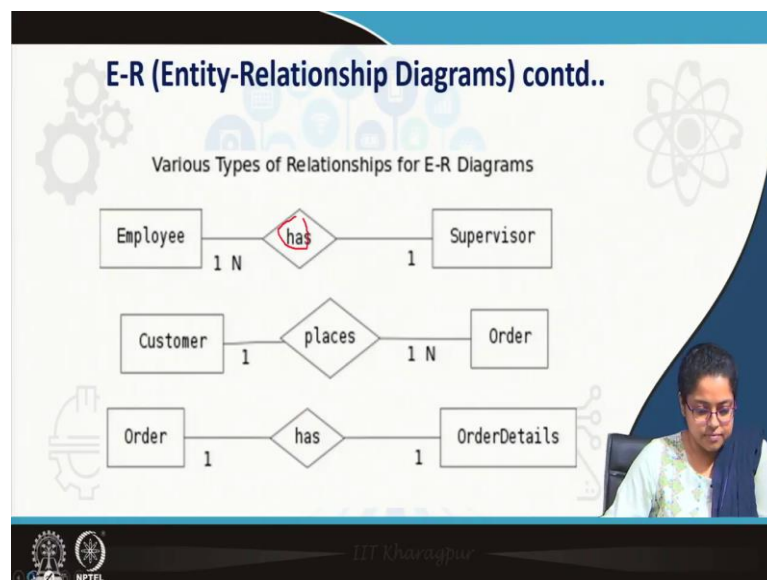 E-R (Entity-Relationship Diagrams) contd..
Various Types of Relationships for E-R Diagrams
Employee has Supervisor
1 N 1
Customer places Order
1 1 N
Order has OrderDetails
1 1
IIT Kharagpur
NPTEL